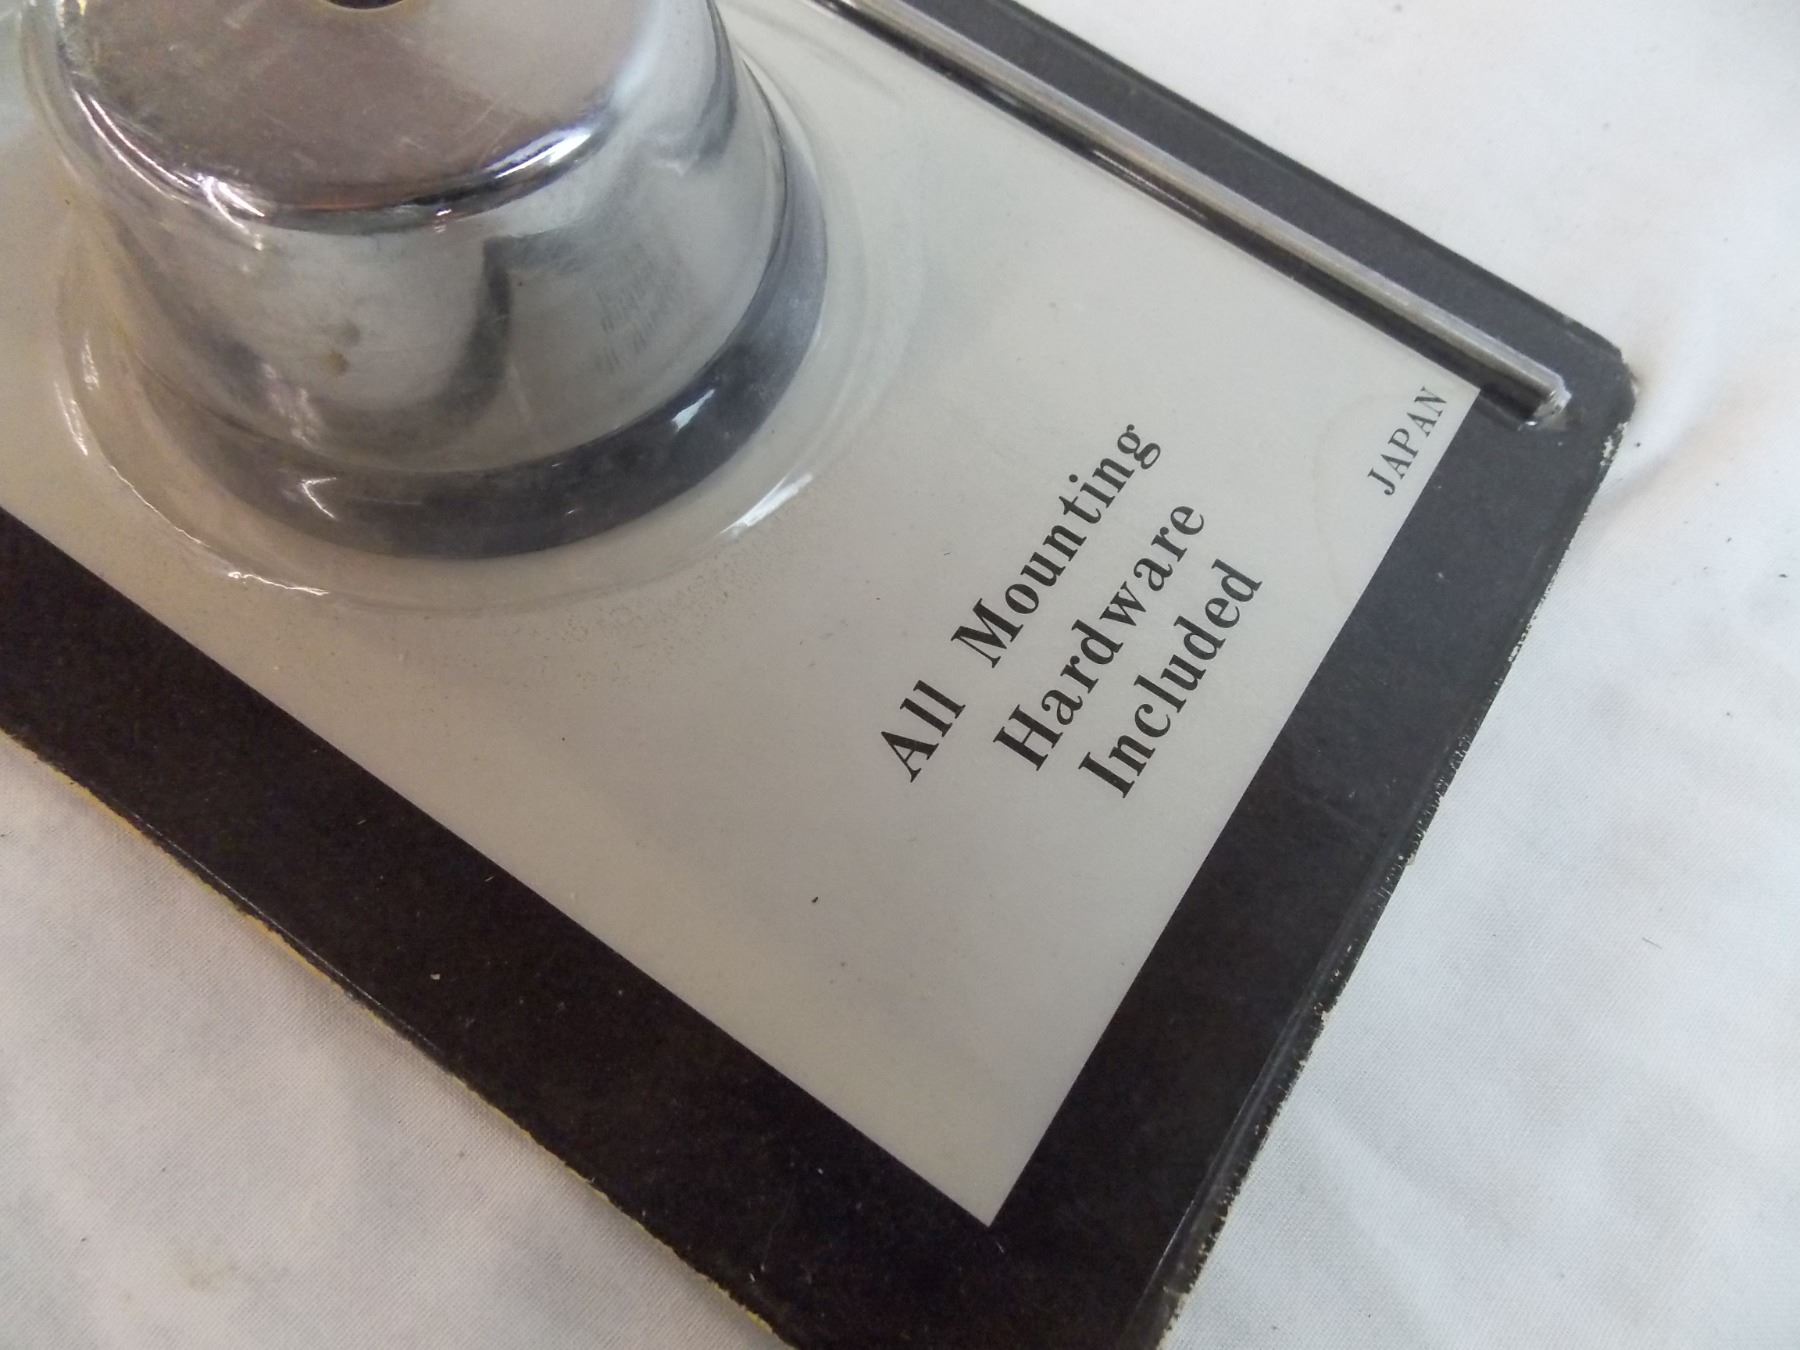 All Mounting
Hardware
Included
JAPAN